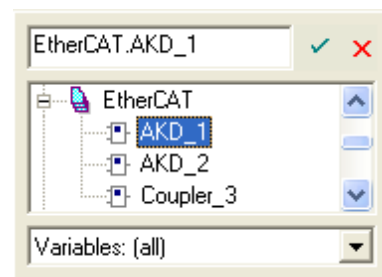 EtherCAT.AKD_1
EtherCAT
AKD_1
AKD_2
Coupler_3
Variables: (all)